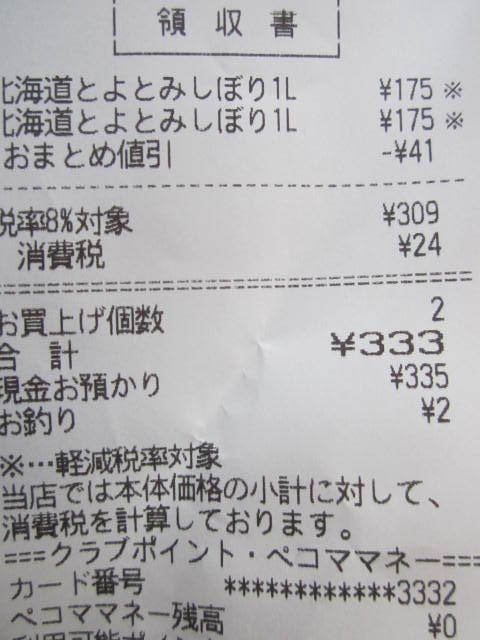 領収書
北海道とよとみしぼり1L ¥175 ※
北海道とよとみしぼり1L ¥175 ※
おまとめ値引 -¥41
税率8%対象 ¥309
消費税 ¥24
お買上げ個数 2
合計 ¥333
現金お預かり ¥335
お釣り ¥2
※…軽減税率対象
当店では本体価格の小計に対して、
消費税を計算しております。
===クラブポイント・ペコママネー===
カード番号 ************3332
ペコママネー残高 ¥0